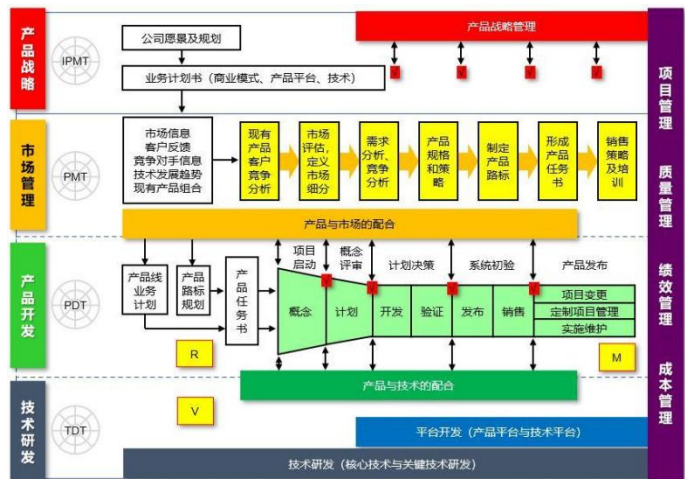 产品战略
IPMT
公司愿景及规划
业务计划书（商业模式、产品平台、技术）
产品战略管理
√
√
√
√
市场管理
PMT
市场信息
客户反馈
竞争对手信息
技术发展趋势
现有产品组合
现有
产品
客户
竞争
分析
市场
评估，
定义
市场
细分
需求
分析、
竞争
分析
产品
规格
和策
略
制定
产品
路标
形成
产品
任务
书
销售
策略
及培
训
产品与市场的配合
产品开发
PDT
产品线
业务
计划
产品
路标
规划
产品任务书
项目
启动
概念
评审
计划决策
系统初验
产品发布
概念
计划
开发
验证
发布
销售
项目变更
定制项目管理
实施维护
R
M
产品与技术的配合
技术研发
TDT
V
平台开发（产品平台与技术平台）
技术研发（核心技术与关键技术研发）
项目管理
质量管理
绩效管理
成本管理